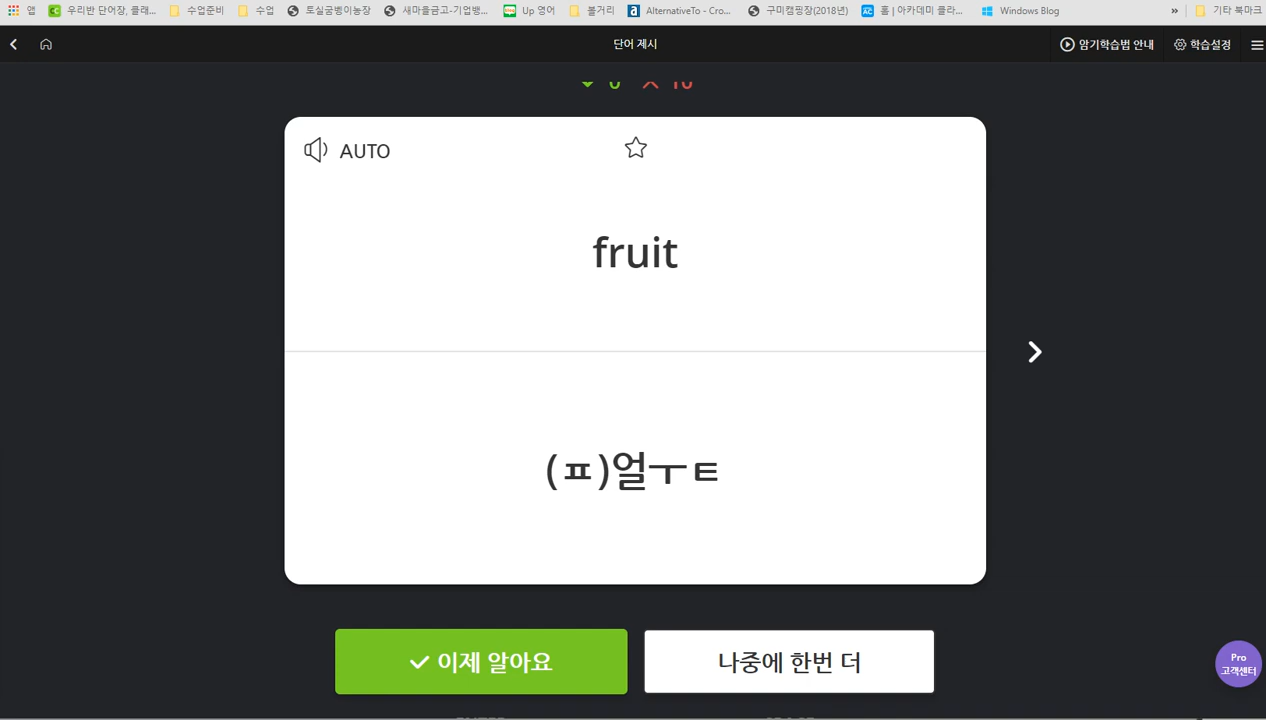 앱 우리반 단어장, 클래... 수업준비 수업 토실굼벵이농장 새마을금고-기업뱅... Up 영어 볼거리 AlternativeTo - Cro... 구미캠핑장(2018년) 홈 | 아카데미 클라... Windows Blog » 기타 북마크
단어 제시 암기학습법 안내 학습설정
AUTO
fruit
(ㅍ)얼ㅜㅌ
이제 알아요 나중에 한번 더
Pro
고객센터